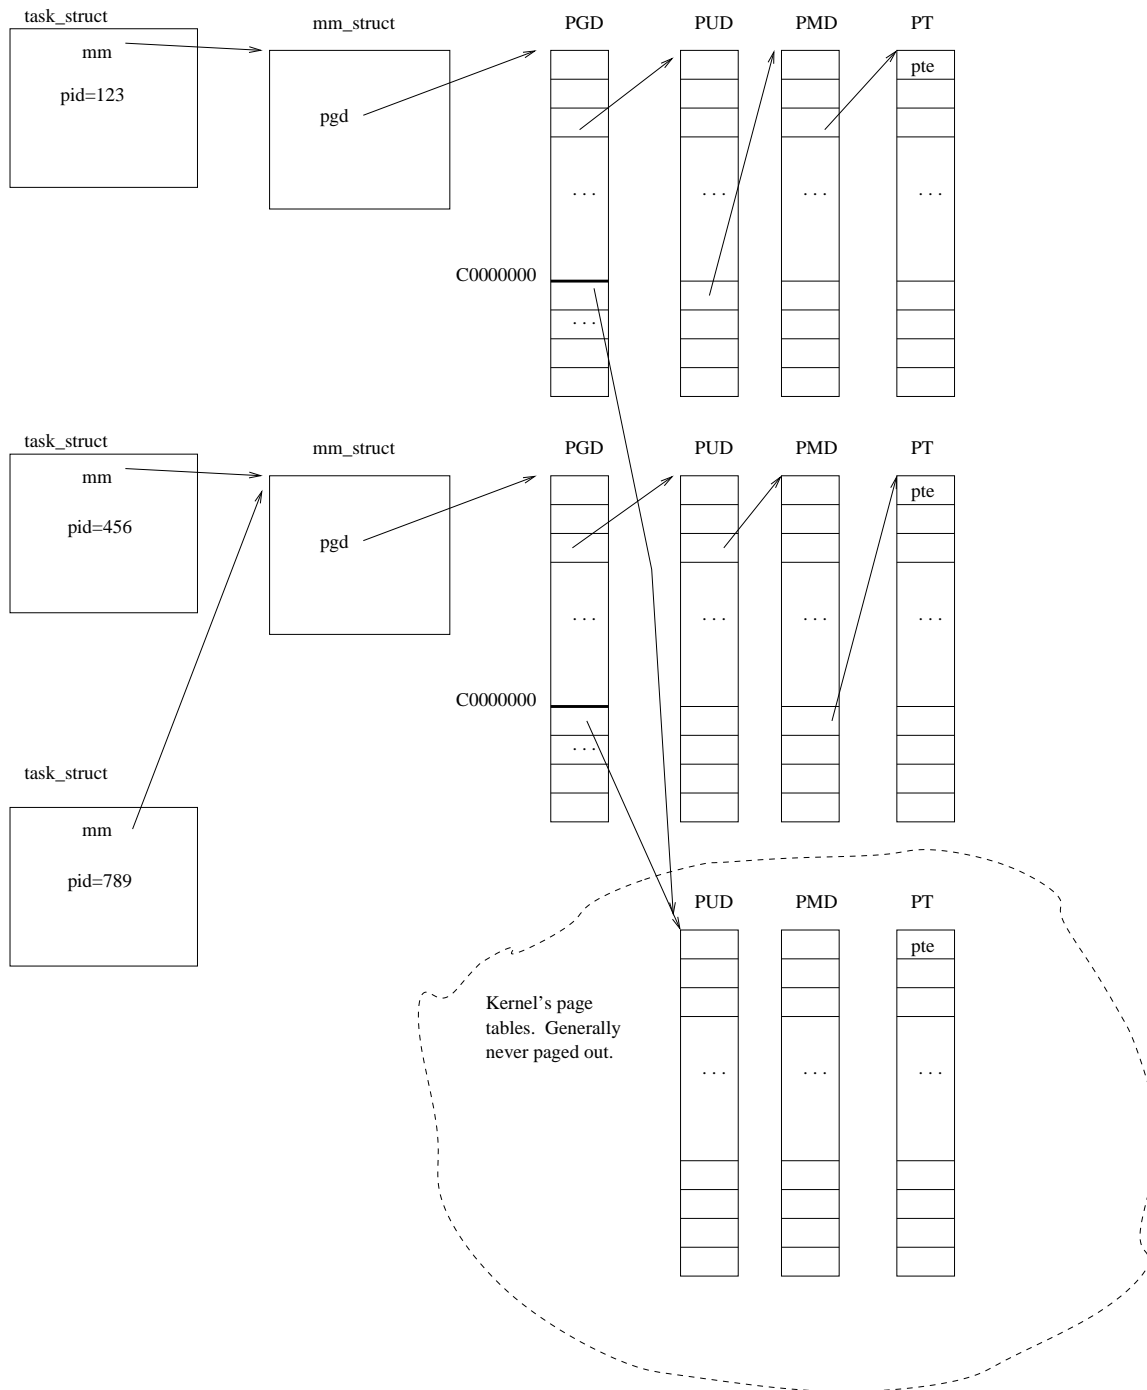 task_struct
mm
pid=123
mm_struct
pgd
PGD
PUD
PMD
PT
pte
. . .
. . .
. . .
. . .
C0000000
. . .
task_struct
mm
pid=456
mm_struct
pgd
PGD
PUD
PMD
PT
pte
. . .
. . .
. . .
. . .
C0000000
. . .
task_struct
mm
pid=789
PUD
PMD
PT
pte
Kernel's page
tables. Generally
never paged out.
. . .
. . .
. . .